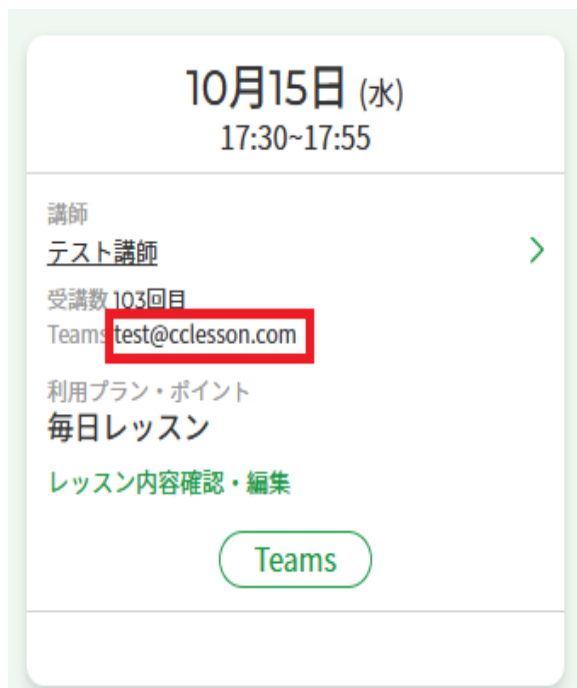 10月15日 (水)
17:30~17:55
講師
テスト講師
受講数 103回目
Teams test@cclesson.com
利用プラン・ポイント
毎日レッスン
レッスン内容確認・編集
Teams